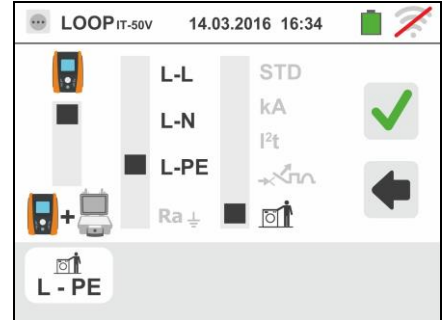 LOOP IT-50V 14.03.2016 16:34
L-L STD
L-N kA
I²t
L-PE
Ra
L - PE